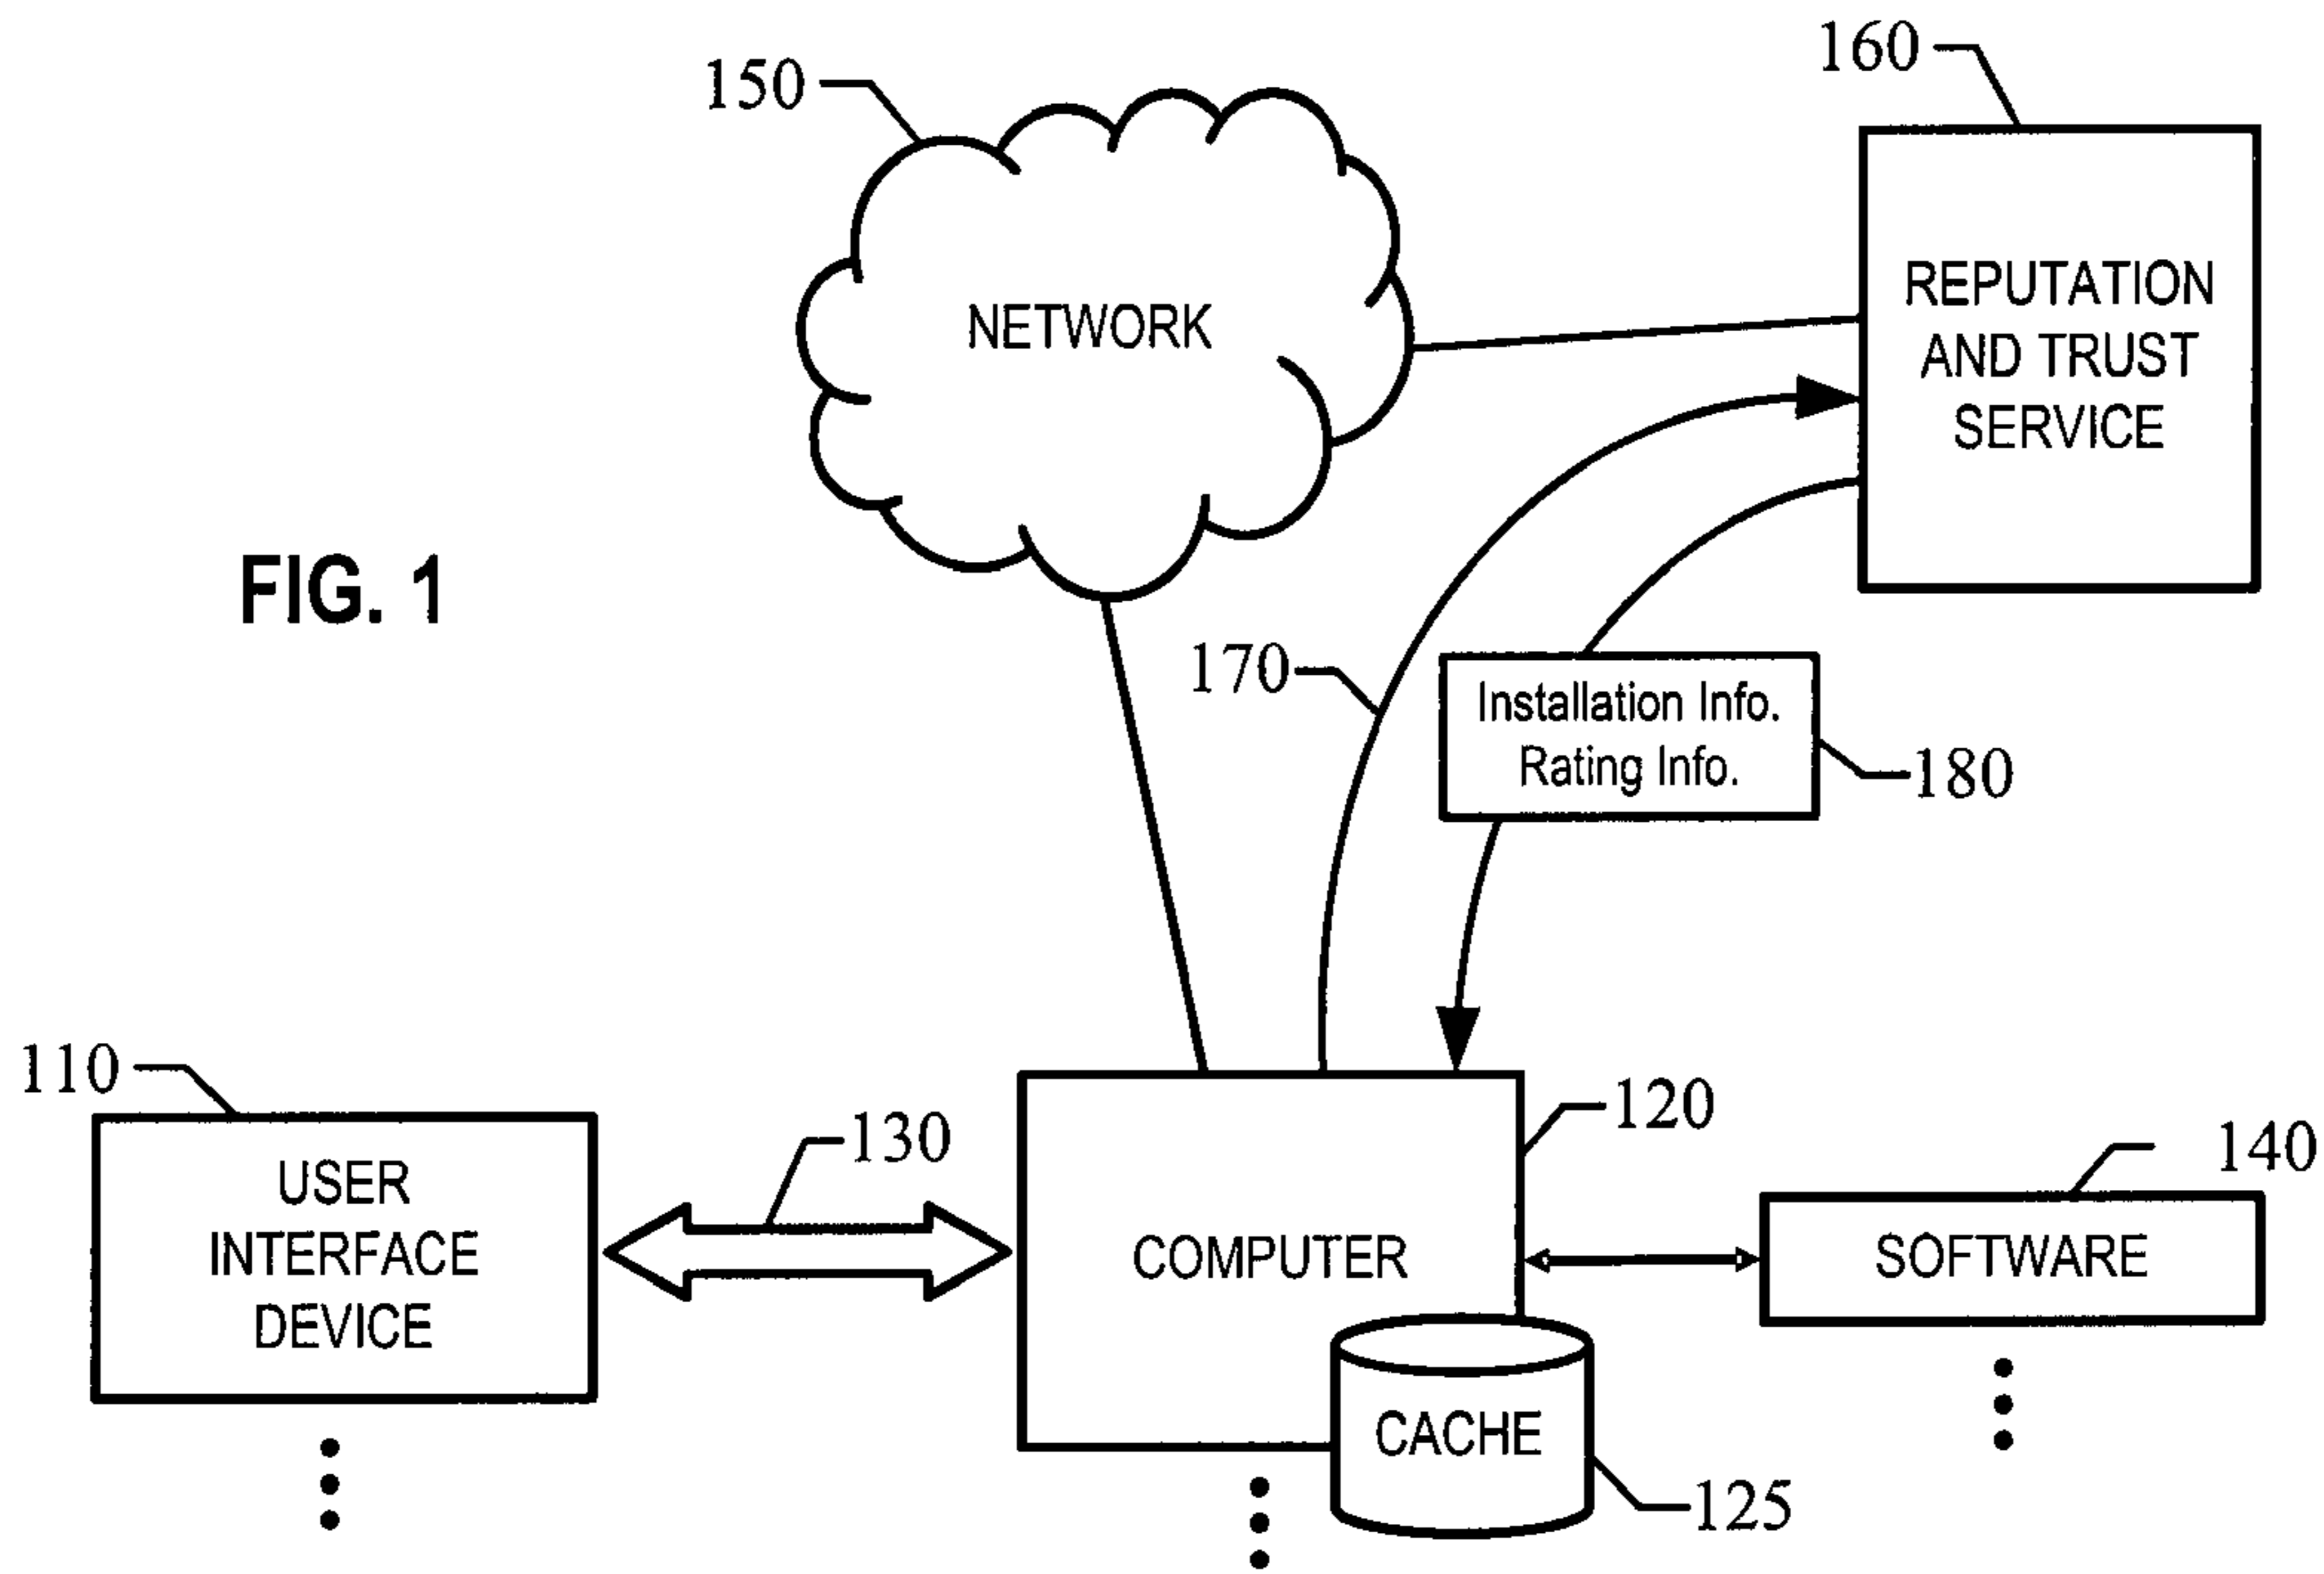 160
150
NETWORK
REPUTATION
AND TRUST
SERVICE
FIG. 1
170
Installation Info.
Rating Info.
180
110
120
130
140
USER
INTERFACE
DEVICE
COMPUTER
SOFTWARE
CACHE
125